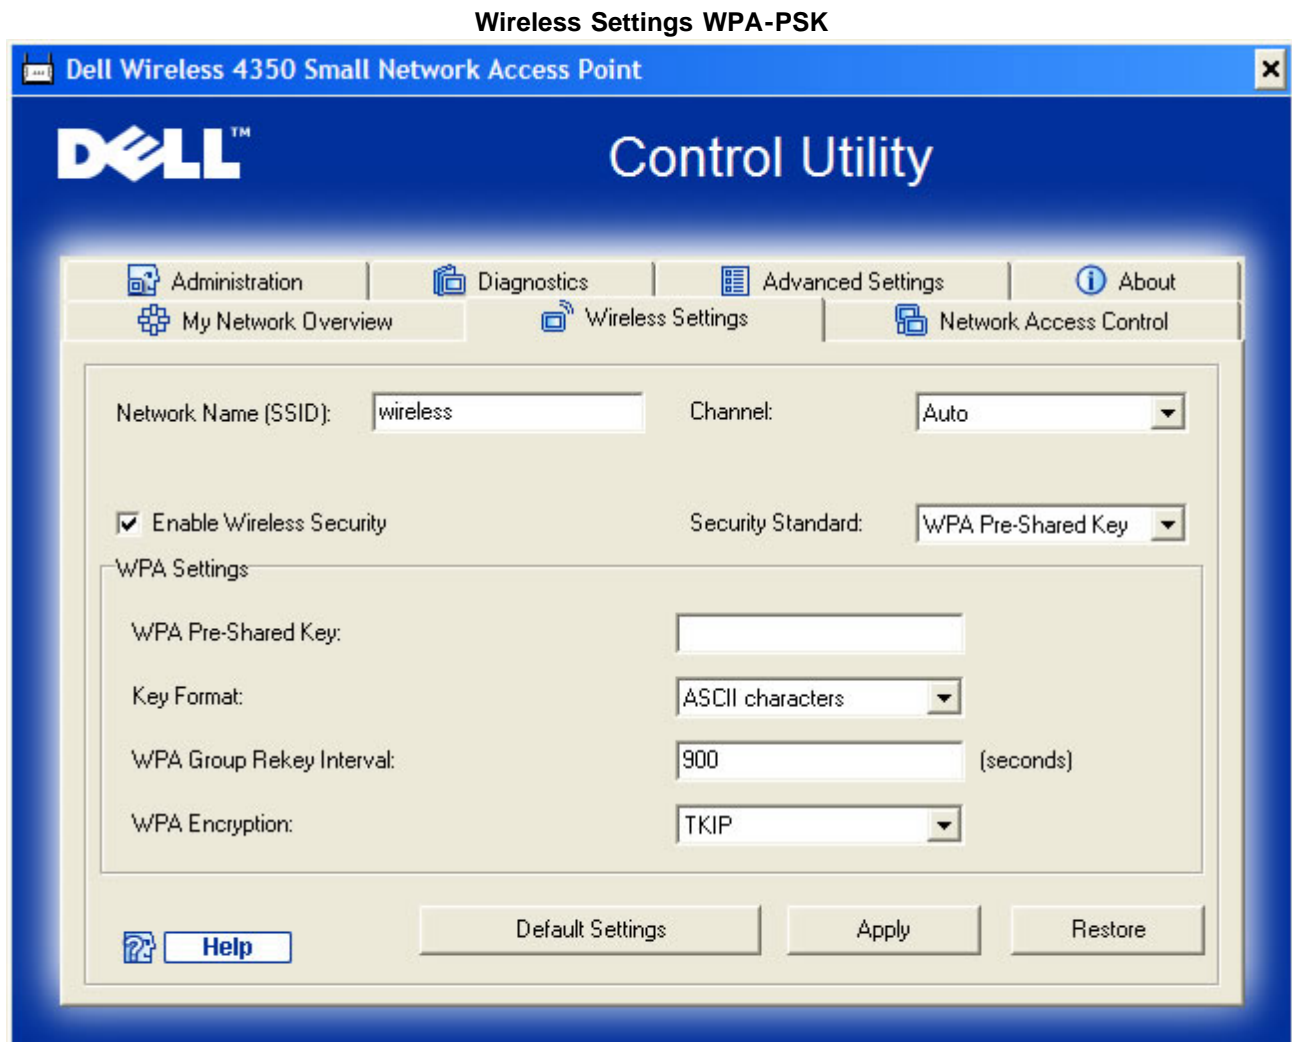 Wireless Settings WPA-PSK
Dell Wireless 4350 Small Network Access Point
DELL™
Control Utility
Administration
Diagnostics
Advanced Settings
About
My Network Overview
Wireless Settings
Network Access Control
Network Name (SSID): wireless
Channel: Auto
Enable Wireless Security
Security Standard: WPA Pre-Shared Key
WPA Settings
WPA Pre-Shared Key:
Key Format: ASCII characters
WPA Group Rekey Interval: 900 (seconds)
WPA Encryption: TKIP
Help
Default Settings
Apply
Restore